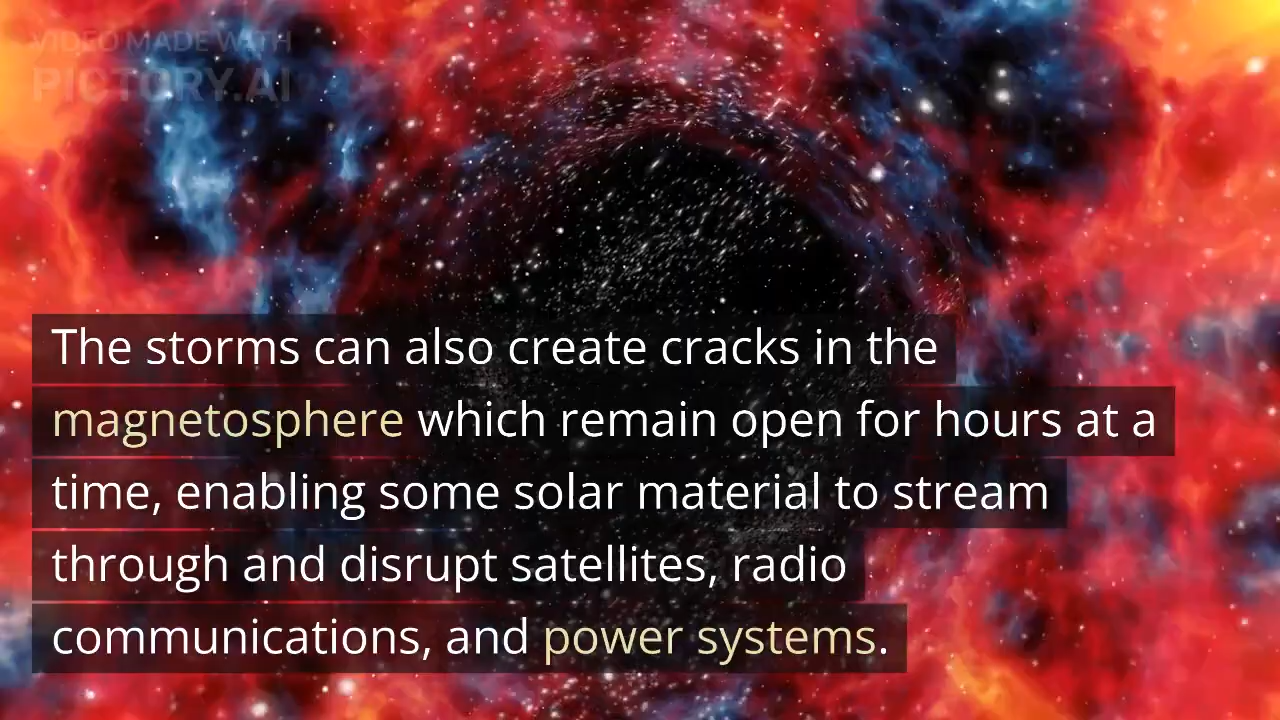 VIDEO MADE WITH
PICTORY.AI
The storms can also create cracks in the
magnetosphere which remain open for hours at a
time, enabling some solar material to stream
through and disrupt satellites, radio
communications, and power systems.